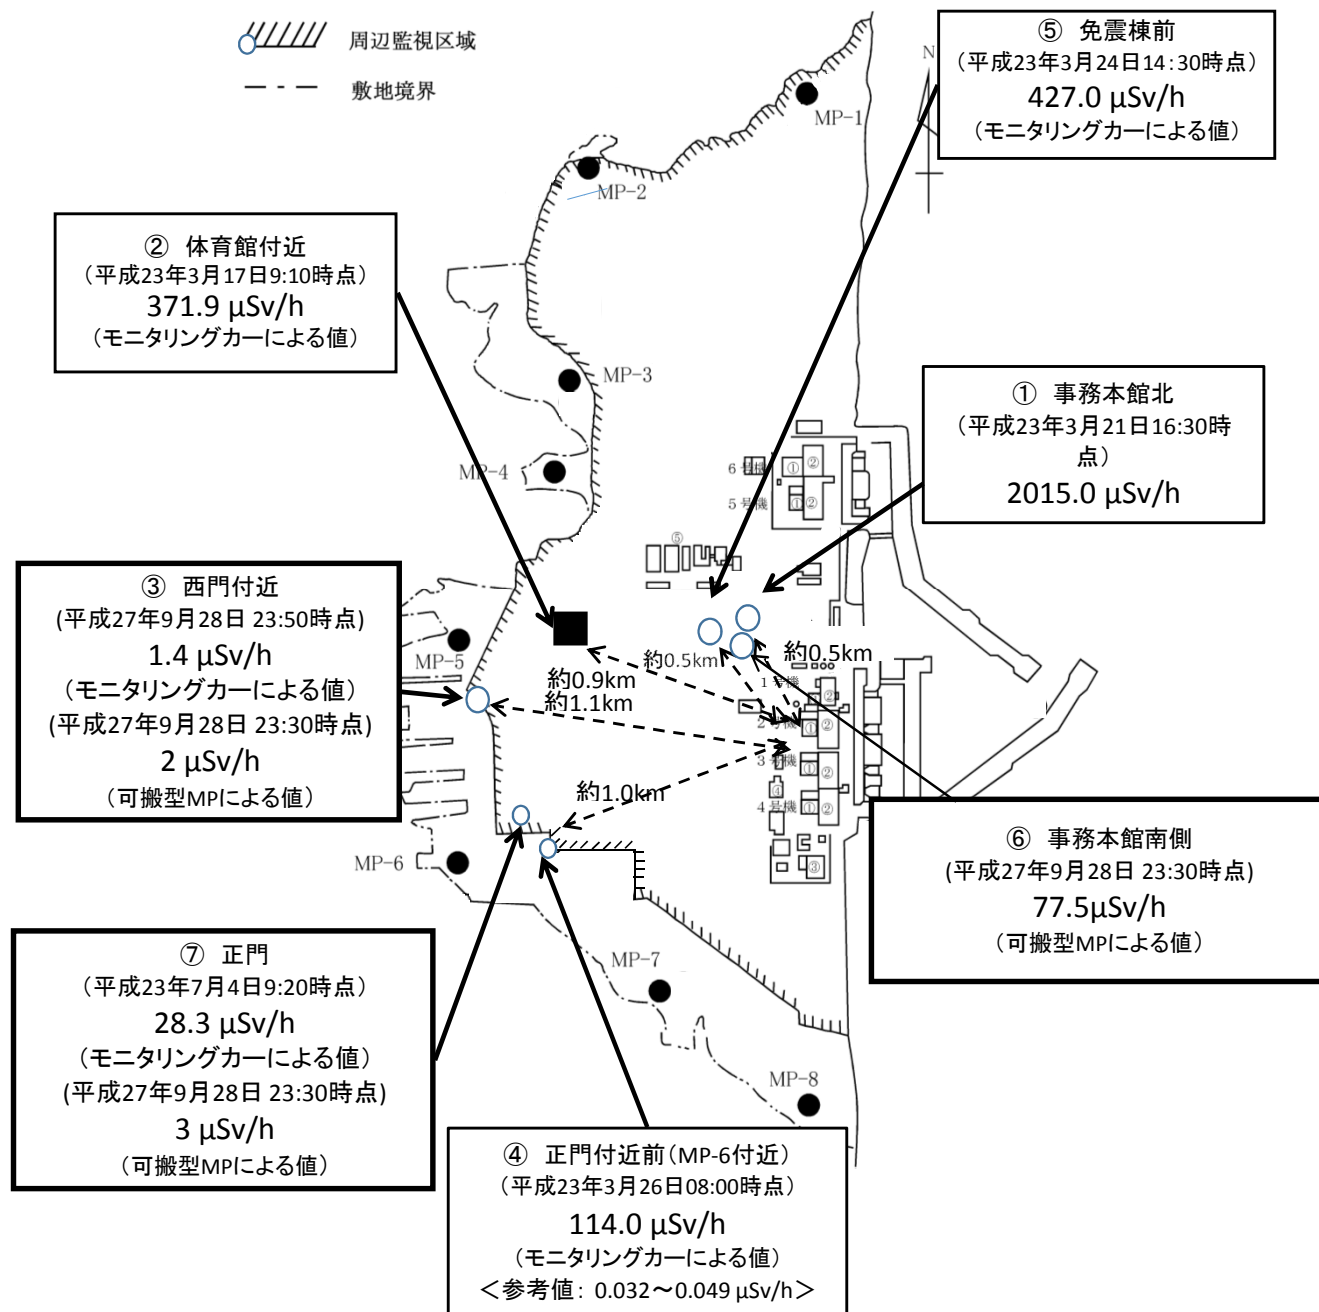 周辺監視区域
敷地境界
⑤ 免震棟前
(平成23年3月24日14:30時点)
427.0 μSv/h
(モニタリングカーによる値)
N
MP-1
MP-2
② 体育館付近
(平成23年3月17日9:10時点)
371.9 μSv/h
(モニタリングカーによる値)
MP-3
① 事務本館北
(平成23年3月21日16:30時
点)
2015.0 μSv/h
MP-4
6号機
①
②
5号機
①
②
⑤
③ 西門付近
(平成27年9月28日 23:50時点)
1.4 μSv/h
(モニタリングカーによる値)
(平成27年9月28日 23:30時点)
2 μSv/h
(可搬型MPによる値)
MP-5
約0.5km
約0.5km
約0.9km
約1.1km
1号機
②
2号機
①
②
3号機
①
②
④
約1.0km
4号機
①
②
③
MP-6
⑥ 事務本館南側
(平成27年9月28日 23:30時点)
77.5μSv/h
(可搬型MPによる値)
⑦ 正門
(平成23年7月4日9:20時点)
28.3 μSv/h
(モニタリングカーによる値)
(平成27年9月28日 23:30時点)
3 μSv/h
(可搬型MPによる値)
MP-7
MP-8
④ 正門付近前(MP-6付近)
(平成23年3月26日08:00時点)
114.0 μSv/h
(モニタリングカーによる値)
<参考値: 0.032~0.049 μSv/h>